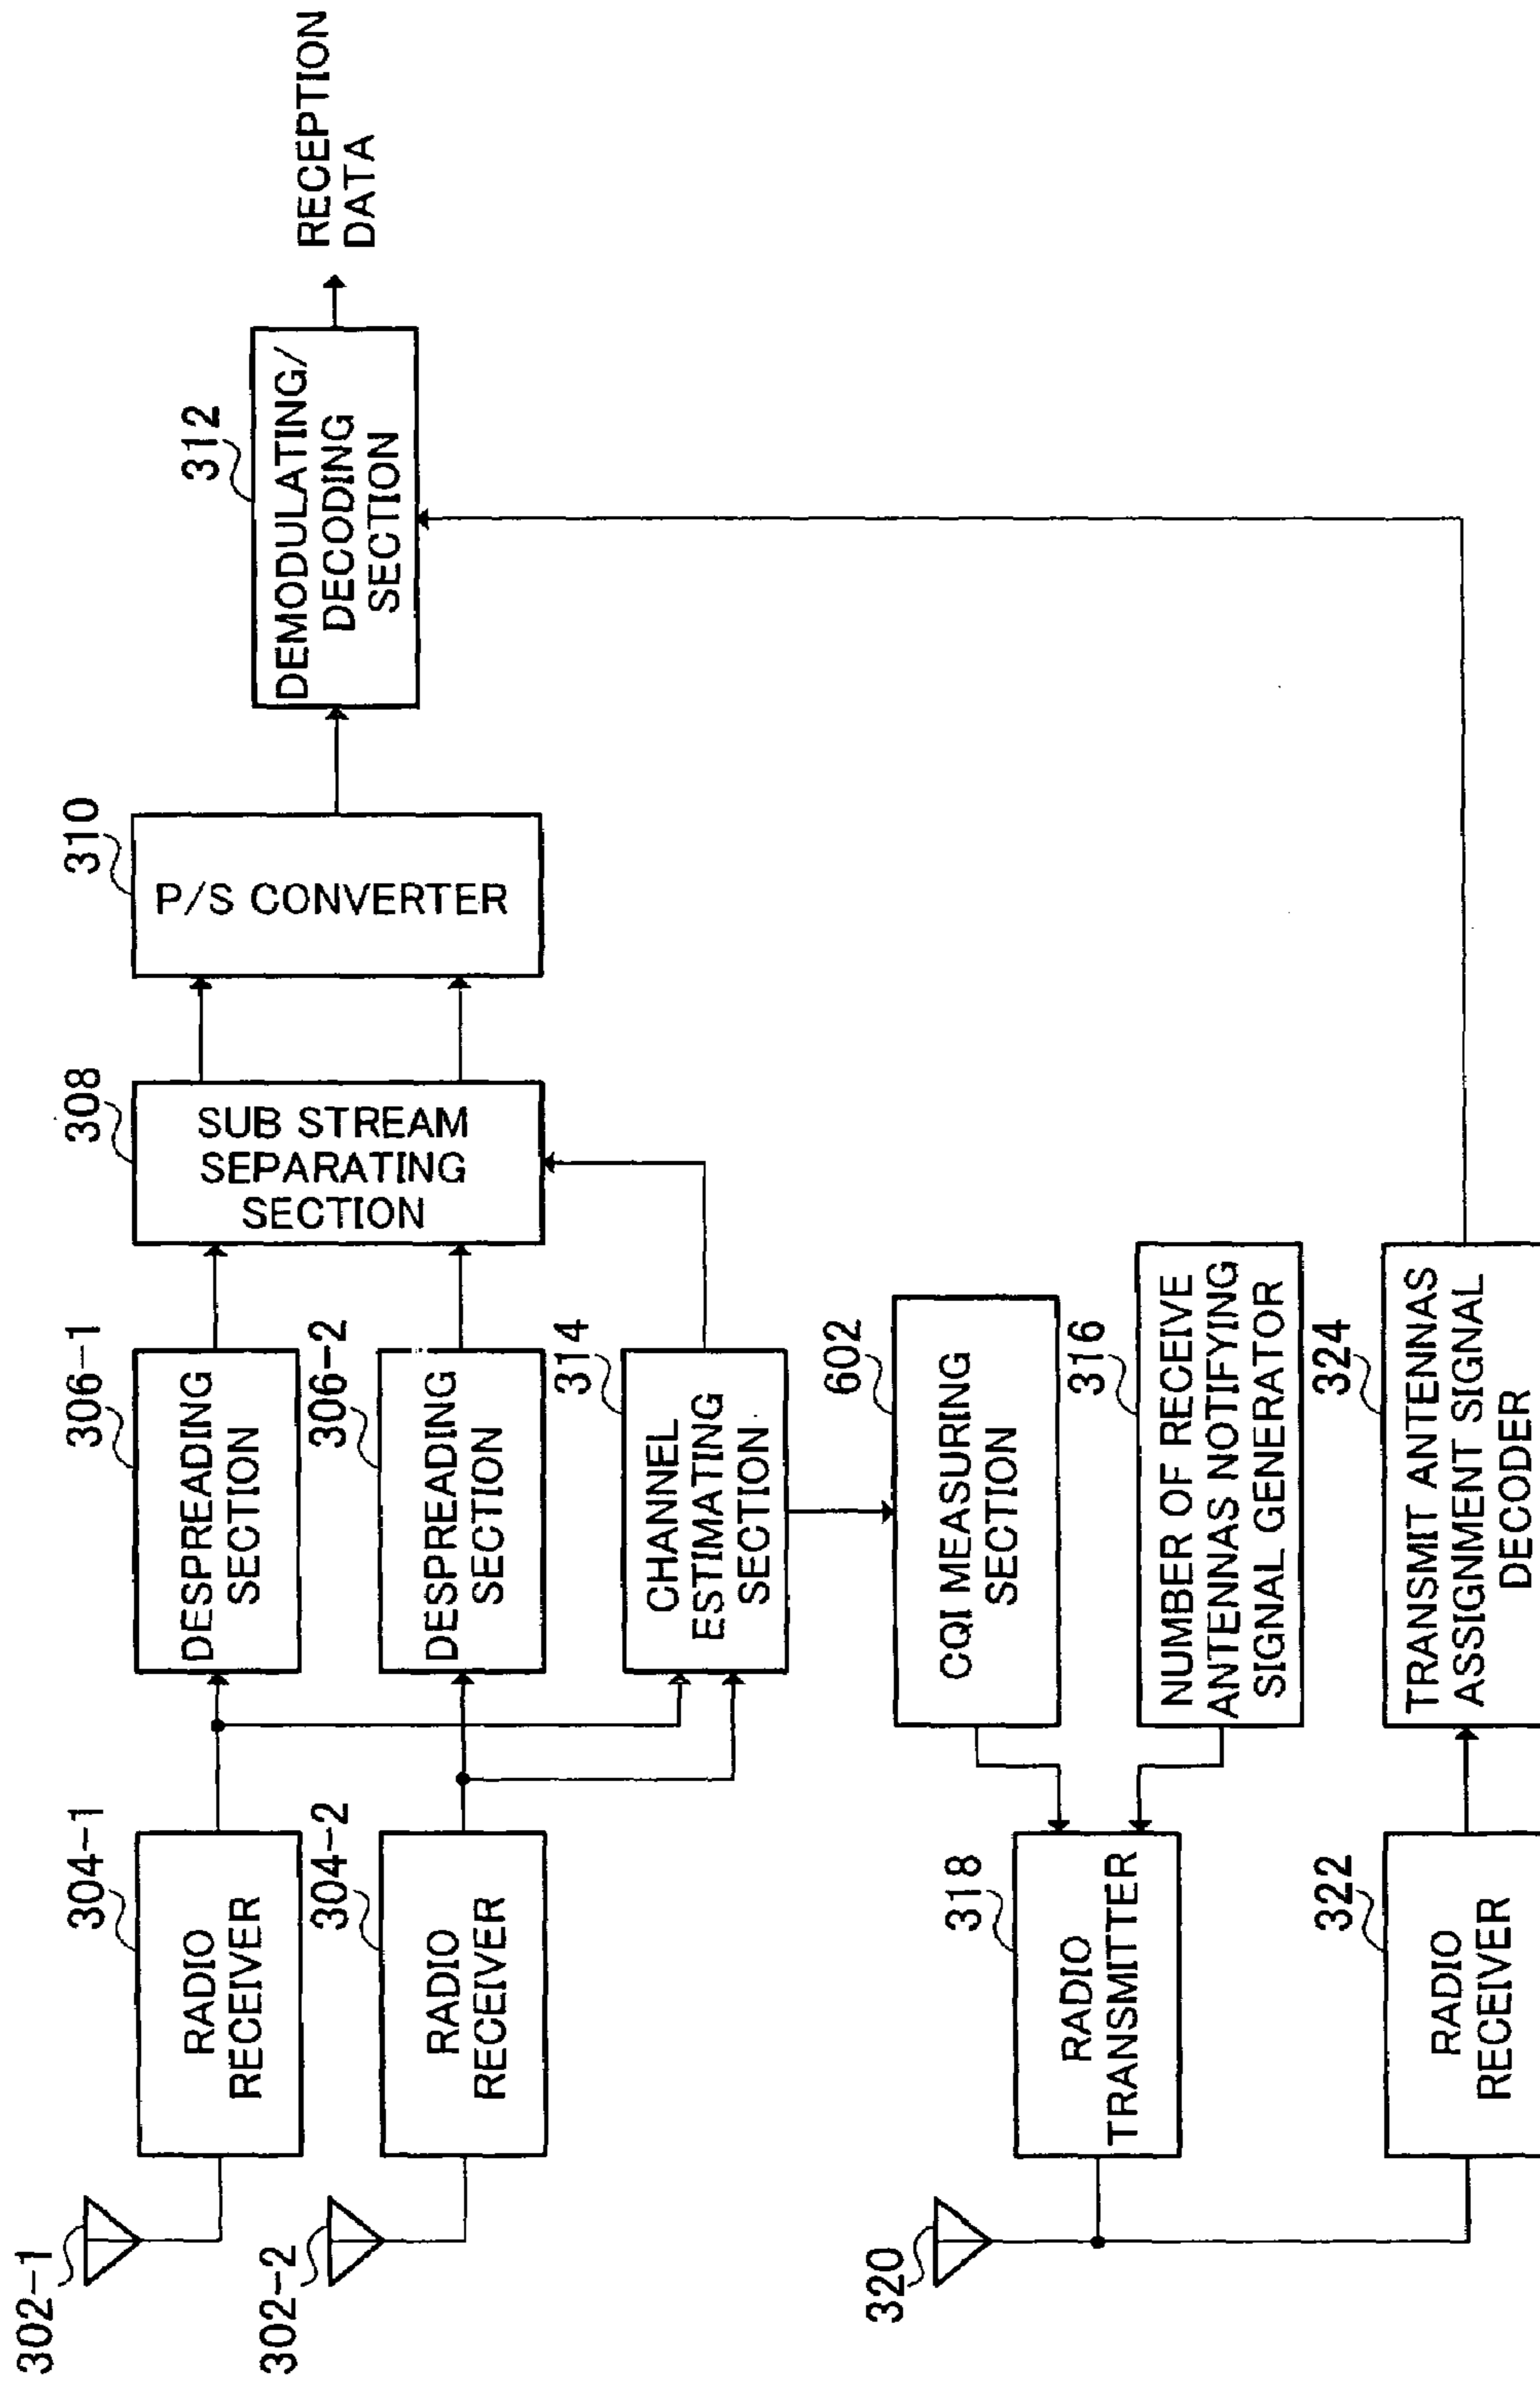 302-1
304-1
RADIO
RECEIVER
306-1
DESPREADING
SECTION
308
SUB STREAM
SEPARATING
SECTION
310
P/S CONVERTER
312
DEMODULATING/
DECODING
SECTION
RECEPTION
DATA
302-2
304-2
RADIO
RECEIVER
306-2
DESPREADING
SECTION
314
CHANNEL
ESTIMATING
SECTION
602
CQI MEASURING
SECTION
320
318
RADIO
TRANSMITTER
316
NUMBER OF RECEIVE
ANTENNAS NOTIFYING
SIGNAL GENERATOR
322
RADIO
RECEIVER
324
TRANSMIT ANTENNAS
ASSIGNMENT SIGNAL
DECODER